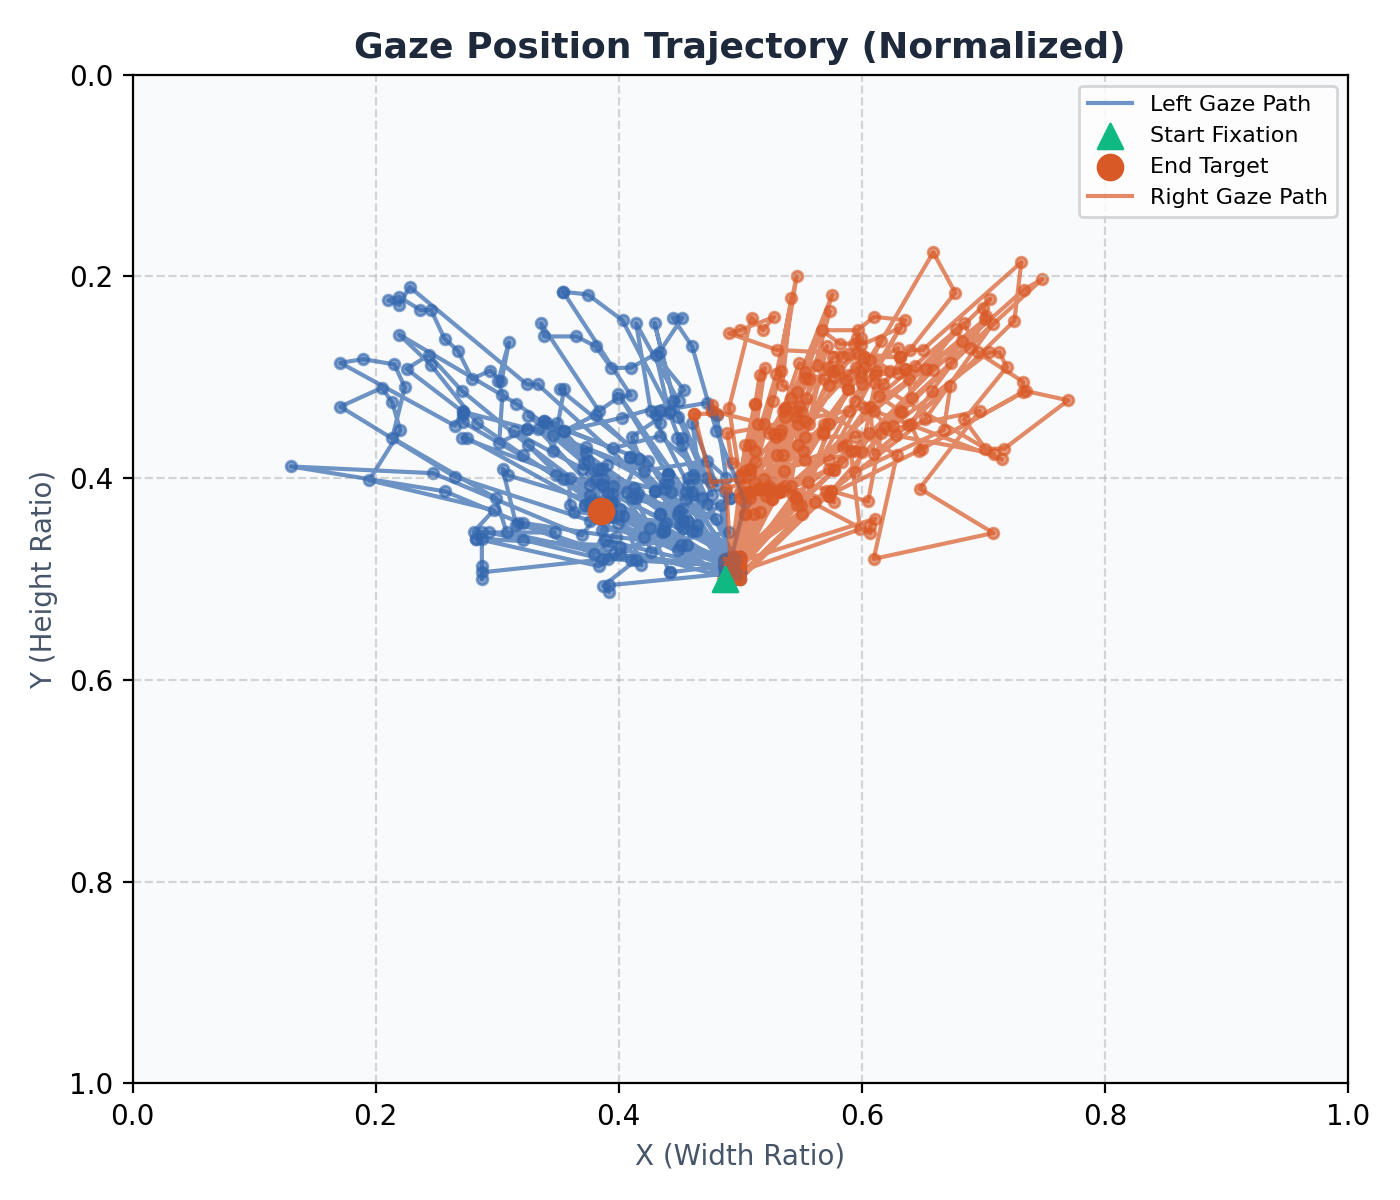 Gaze Position Trajectory (Normalized)
Left Gaze Path
Start Fixation
End Target
Right Gaze Path
Y (Height Ratio)
0.0
0.2
0.4
0.6
0.8
1.0
0.0 0.2 0.4 0.6 0.8 1.0
X (Width Ratio)